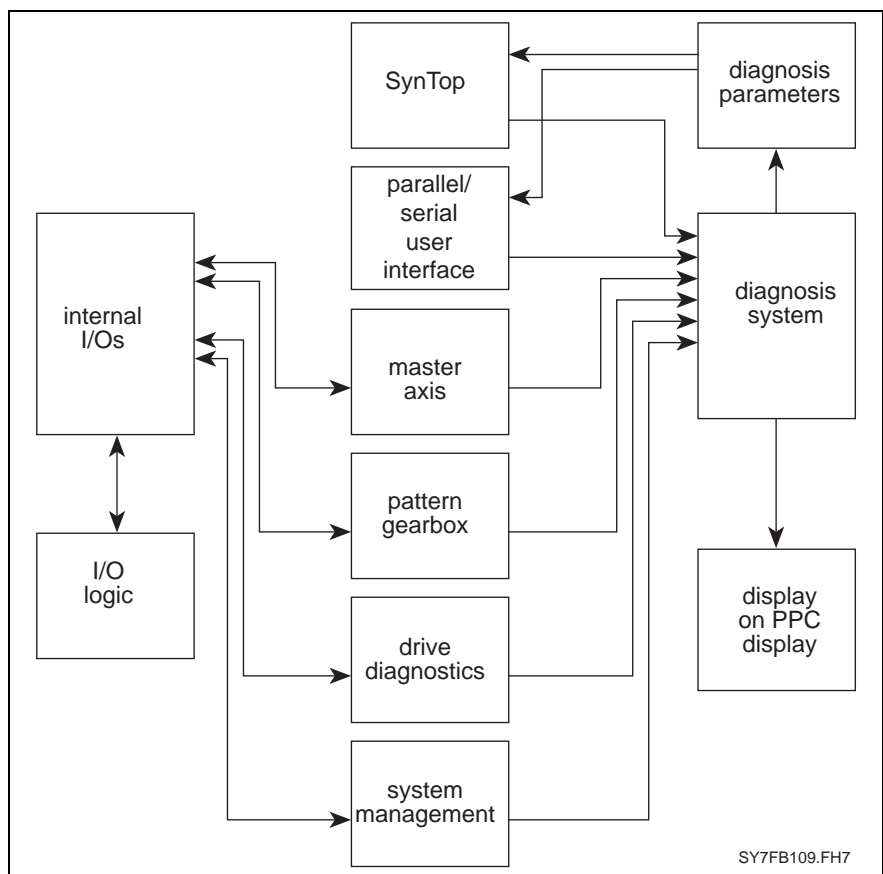 SynTop
diagnosis
parameters
parallel/
serial
user
interface
internal
I/Os
diagnosis
system
master
axis
pattern
gearbox
I/O
logic
display
on PPC
display
drive
diagnostics
system
management
SY7FB109.FH7